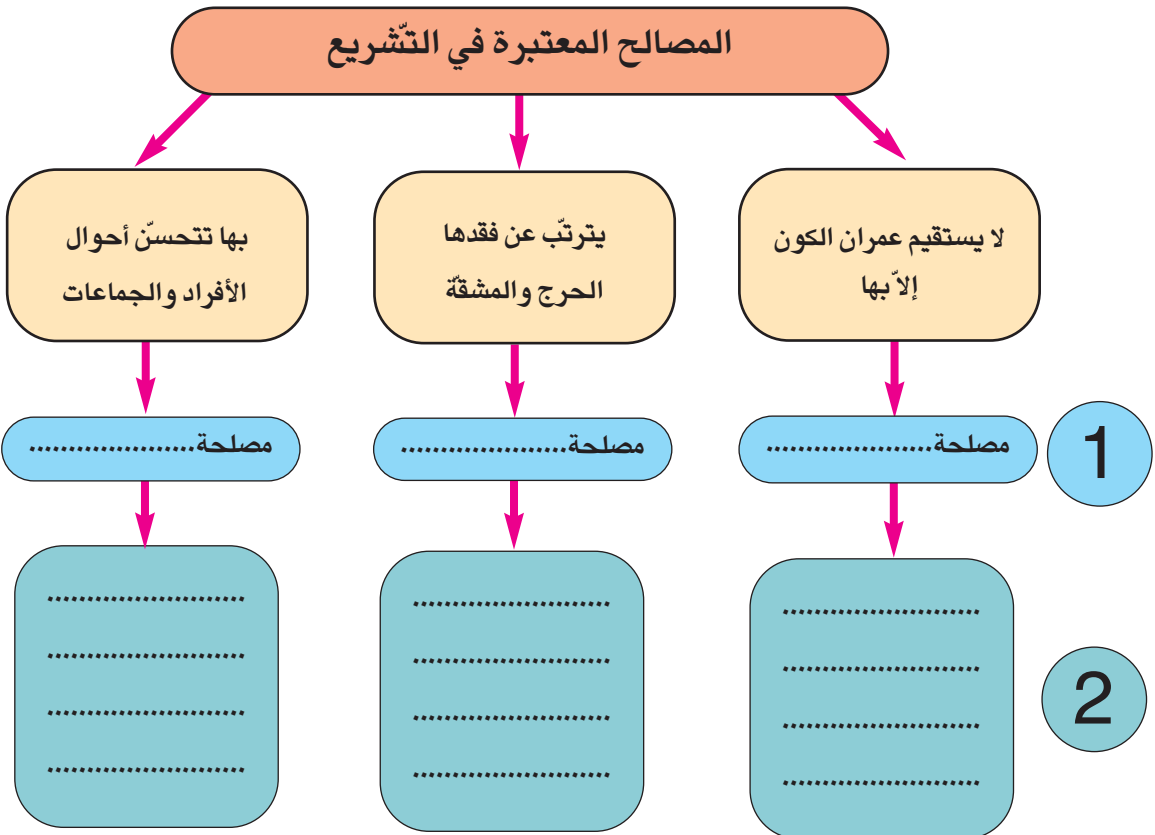 المصالح المعتبرة في التّشريع
لا يستقيم عمران الكون
إلاّ بها
يترتّب عن فقدها
الحرج والمشقّة
بها تتحسّن أحوال
الأفراد والجماعات
مصلحة.....................
مصلحة.....................
مصلحة.....................
1
.........................
.........................
.........................
.........................
.........................
.........................
.........................
.........................
.........................
.........................
.........................
.........................
2